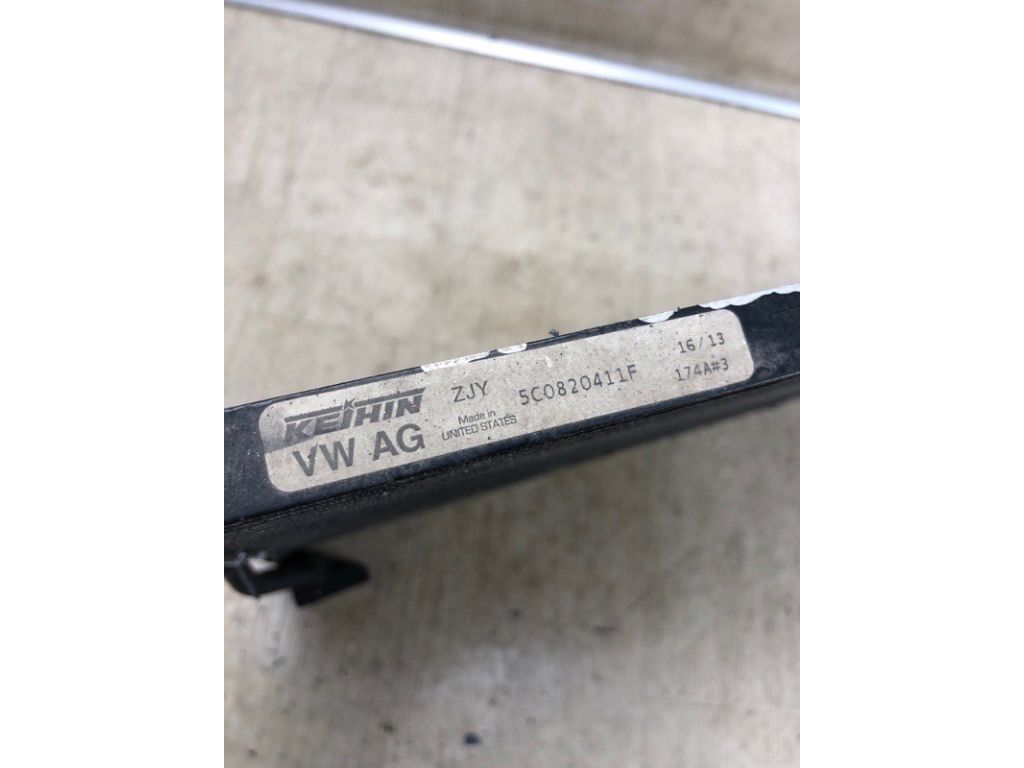 KEIHIN
VW AG
ZJY
Made in
UNITED STATES
5C0820411F
16/13
174A#3